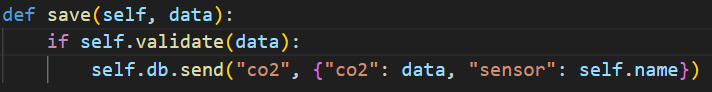 def save(self, data):
    if self.validate(data):
        self.db.send("co2", {"co2": data, "sensor": self.name})